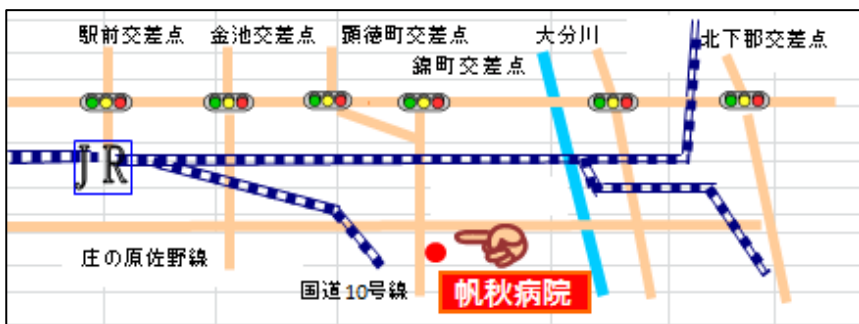 駅前交差点
金池交差点
顕徳町交差点
大分川
北下郡交差点
錦町交差点
JR
庄の原佐野線
国道10号線
帆秋病院